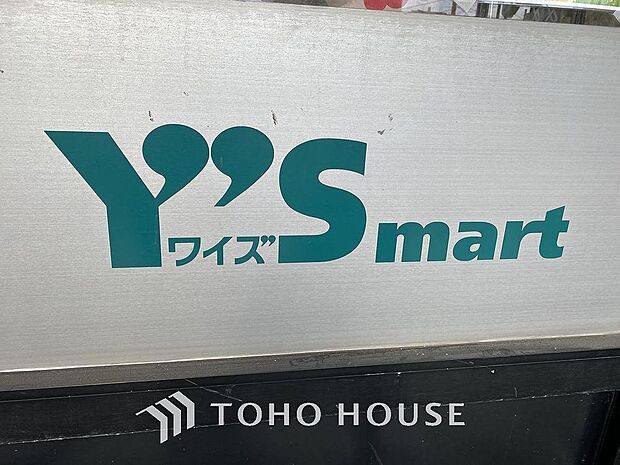 Y’’S mart
ワイズ”
TOHO HOUSE